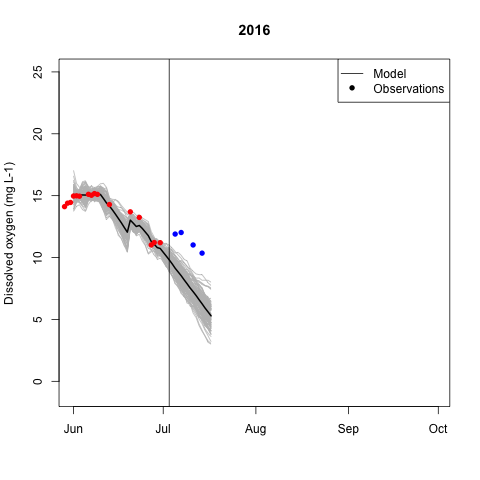 2016
Model
Observations
Dissolved oxygen (mg L-1)
25
20
15
10
5
0
Jun
Jul
Aug
Sep
Oct